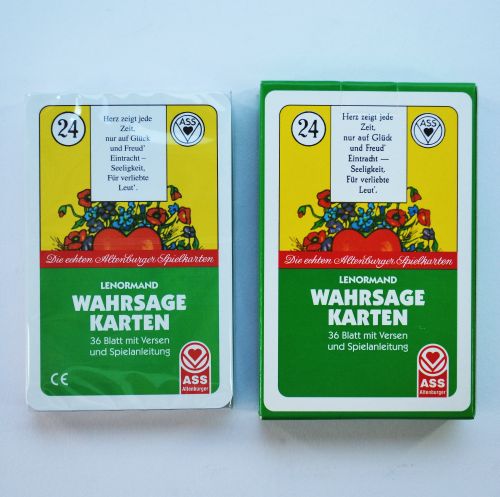 24
Herz zeigt jede
Zeit,
nur auf Glück
und Freud'
Eintracht –
Seeligkeit,
Für verliebte
Leut'.
ASS
Die echten Altenburger Spielkarten
LENORMAND
WAHRSAGE
KARTEN
36 Blatt mit Versen
und Spielanleitung
CE
ASS
Altenburger
24
Herz zeigt jede
Zeit,
nur auf Glück
und Freud'
Eintracht —
Seeligkeit,
Für verliebte
Leut'.
ASS
Die echten Altenburger Spielkarten
LENORMAND
WAHRSAGE
KARTEN
36 Blatt mit Versen
und Spielanleitung
ASS
Altenburger